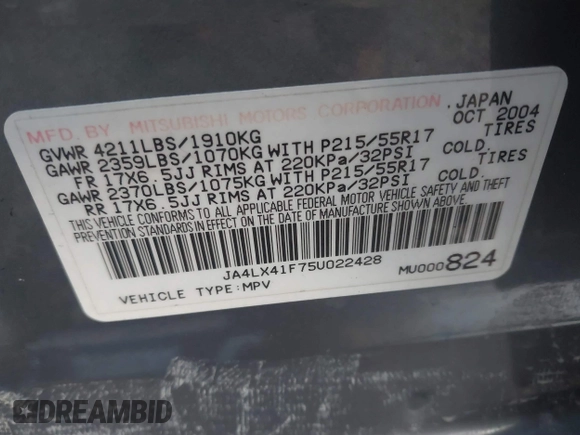 MFD. BY MITSUBISHI MOTORS CORPORATION. JAPAN
GVWR 4211LBS/1910KG OCT 2004
GAWR 2359LBS/1070KG WITH P215/55R17 TIRES
FR 17X6.5JJ RIMS AT 220KPa/32PSI COLD.
GAWR 2370LBS/1075KG WITH P215/55R17 TIRES
RR 17X6.5JJ RIMS AT 220KPa/32PSI COLD.
THIS VEHICLE CONFORMS TO ALL APPLICABLE FEDERAL MOTOR VEHICLE SAFETY AND THEFT
PREVENTION STANDARDS IN EFFECT ON THE DATE OF MANUFACTURE SHOWN ABOVE.
JA4LX41F75U022428
MU000824
VEHICLE TYPE:MPV
DREAMBID